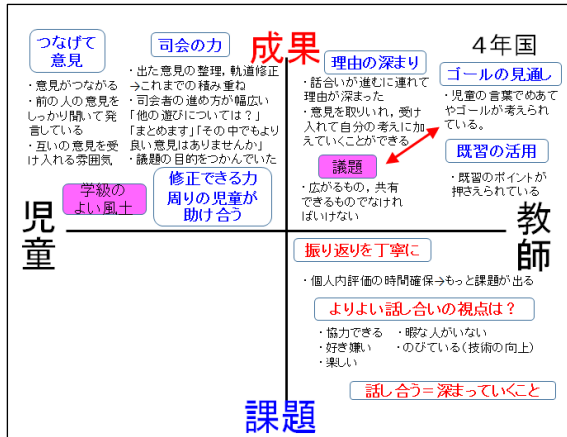 成果
課題
児童
教師
4年国
つなげて
意見
・意見がつながる
・前の人の意見を
しっかり聞いて発
言している
・互いの意見を受
け入れる雰囲気
学級の
よい風土
司会の力
・出た意見の整理，軌道修正
→これまでの積み重ね
・司会者の進め方が幅広い
「他の遊びについては？」
「まとめます」「その中でもより
良い意見はありませんか」
・議題の目的をつかんでいた
修正できる力
周りの児童が
助け合う
理由の深まり
・話合いが進むに連れて
理由が深まった
・意見を取りいれ，受け
入れて自分の考えに加
えていくことができる
議題
・広がるもの，共有
できるものでなけれ
ばいけない
ゴールの見通し
・児童の言葉でめあて
やゴールが考えられ
ている。
既習の活用
・既習のポイントが
押さえられている
振り返りを丁寧に
・個人内評価の時間確保→もっと課題が出る
よりよい話し合いの視点は？
・協力できる ・暇な人がいない
・好き嫌い ・のびている（技術の向上）
・楽しい
話し合う＝深まっていくこと